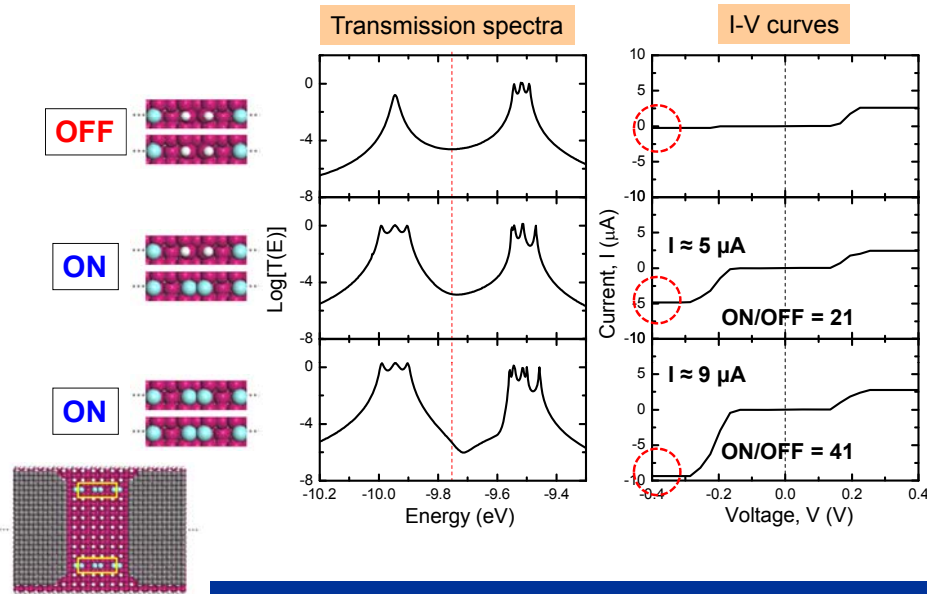 Transmission spectra
I-V curves
OFF
ON
ON
Log[T(E)]
0
-4
-8
0
-4
-8
0
-4
-8
-10.2 -10.0 -9.8 -9.6 -9.4
Energy (eV)
Current, I (μA)
5
0
-5
-10
5
0
-5
-10
5
0
-5
-10
I ≈ 5 μA
ON/OFF = 21
I ≈ 9 μA
ON/OFF = 41
-0.4 -0.2 0.0 0.2 0.4
Voltage, V (V)